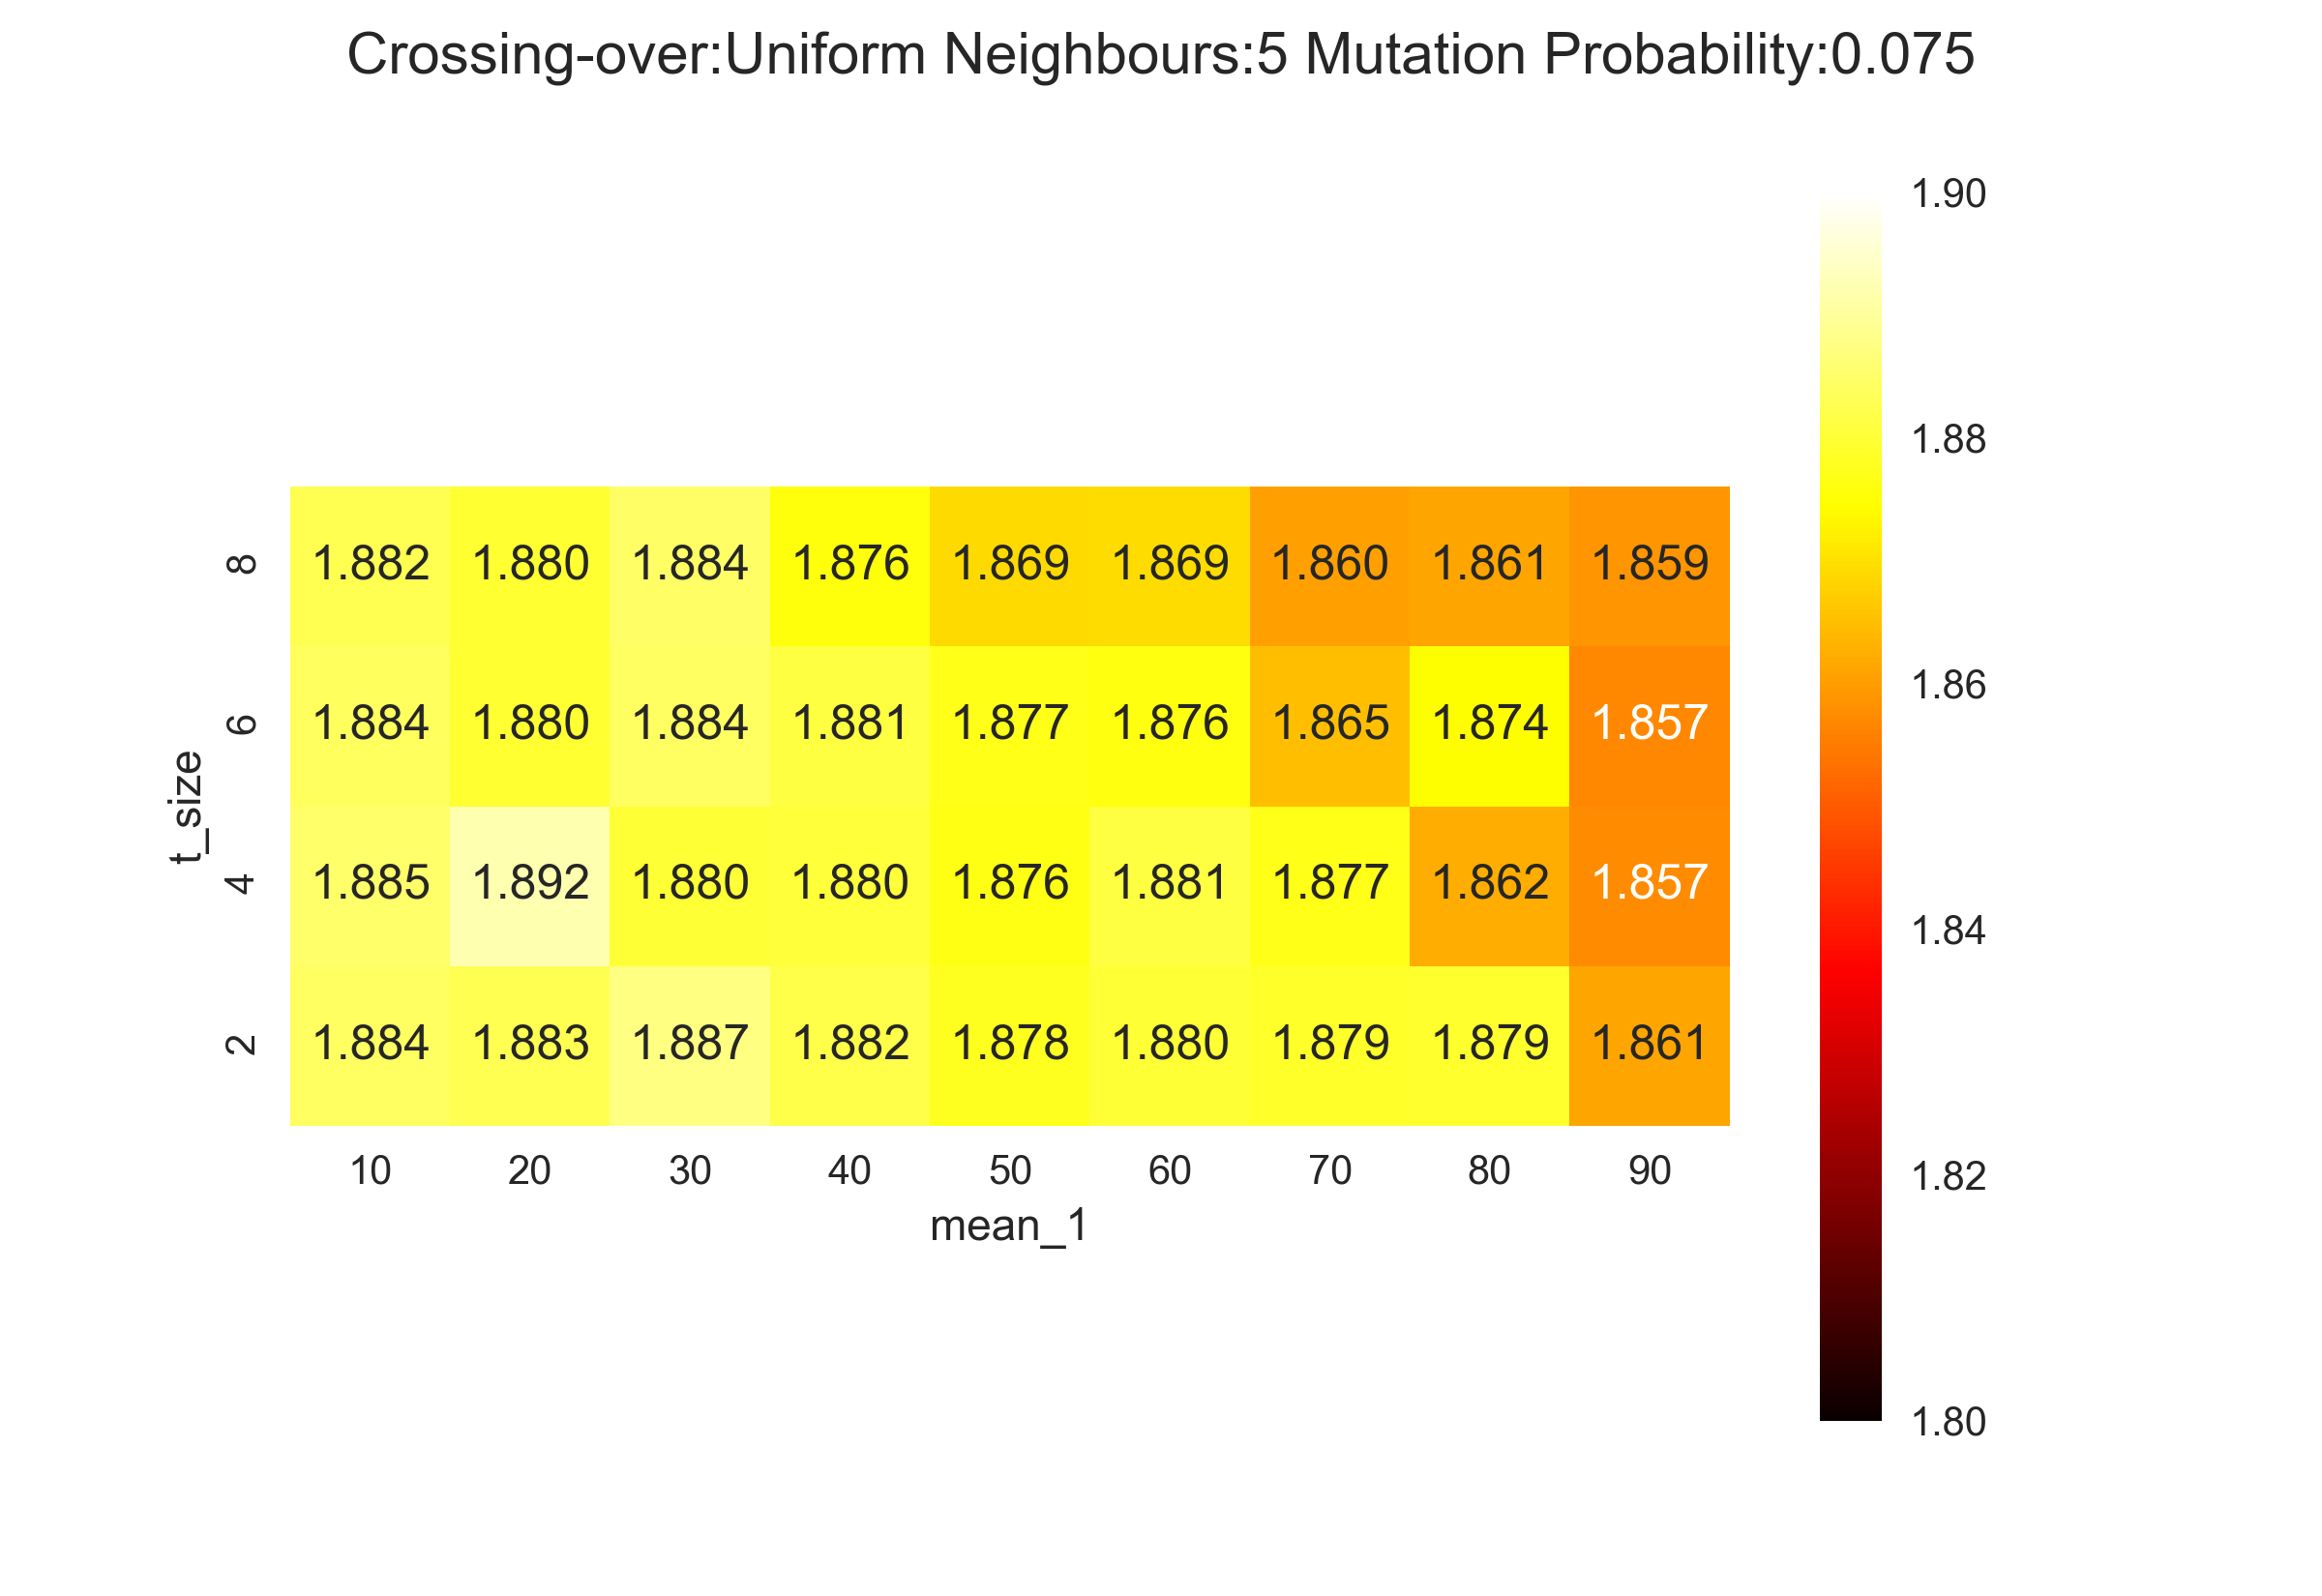 Crossing-over:Uniform Neighbours:5 Mutation Probability:0.075
t_size
8 1.882 1.880 1.884 1.876 1.869 1.869 1.860 1.861 1.859
6 1.884 1.880 1.884 1.881 1.877 1.876 1.865 1.874 1.857
4 1.885 1.892 1.880 1.880 1.876 1.881 1.877 1.862 1.857
2 1.884 1.883 1.887 1.882 1.878 1.880 1.879 1.879 1.861
10 20 30 40 50 60 70 80 90
mean_1
1.90
1.88
1.86
1.84
1.82
1.80